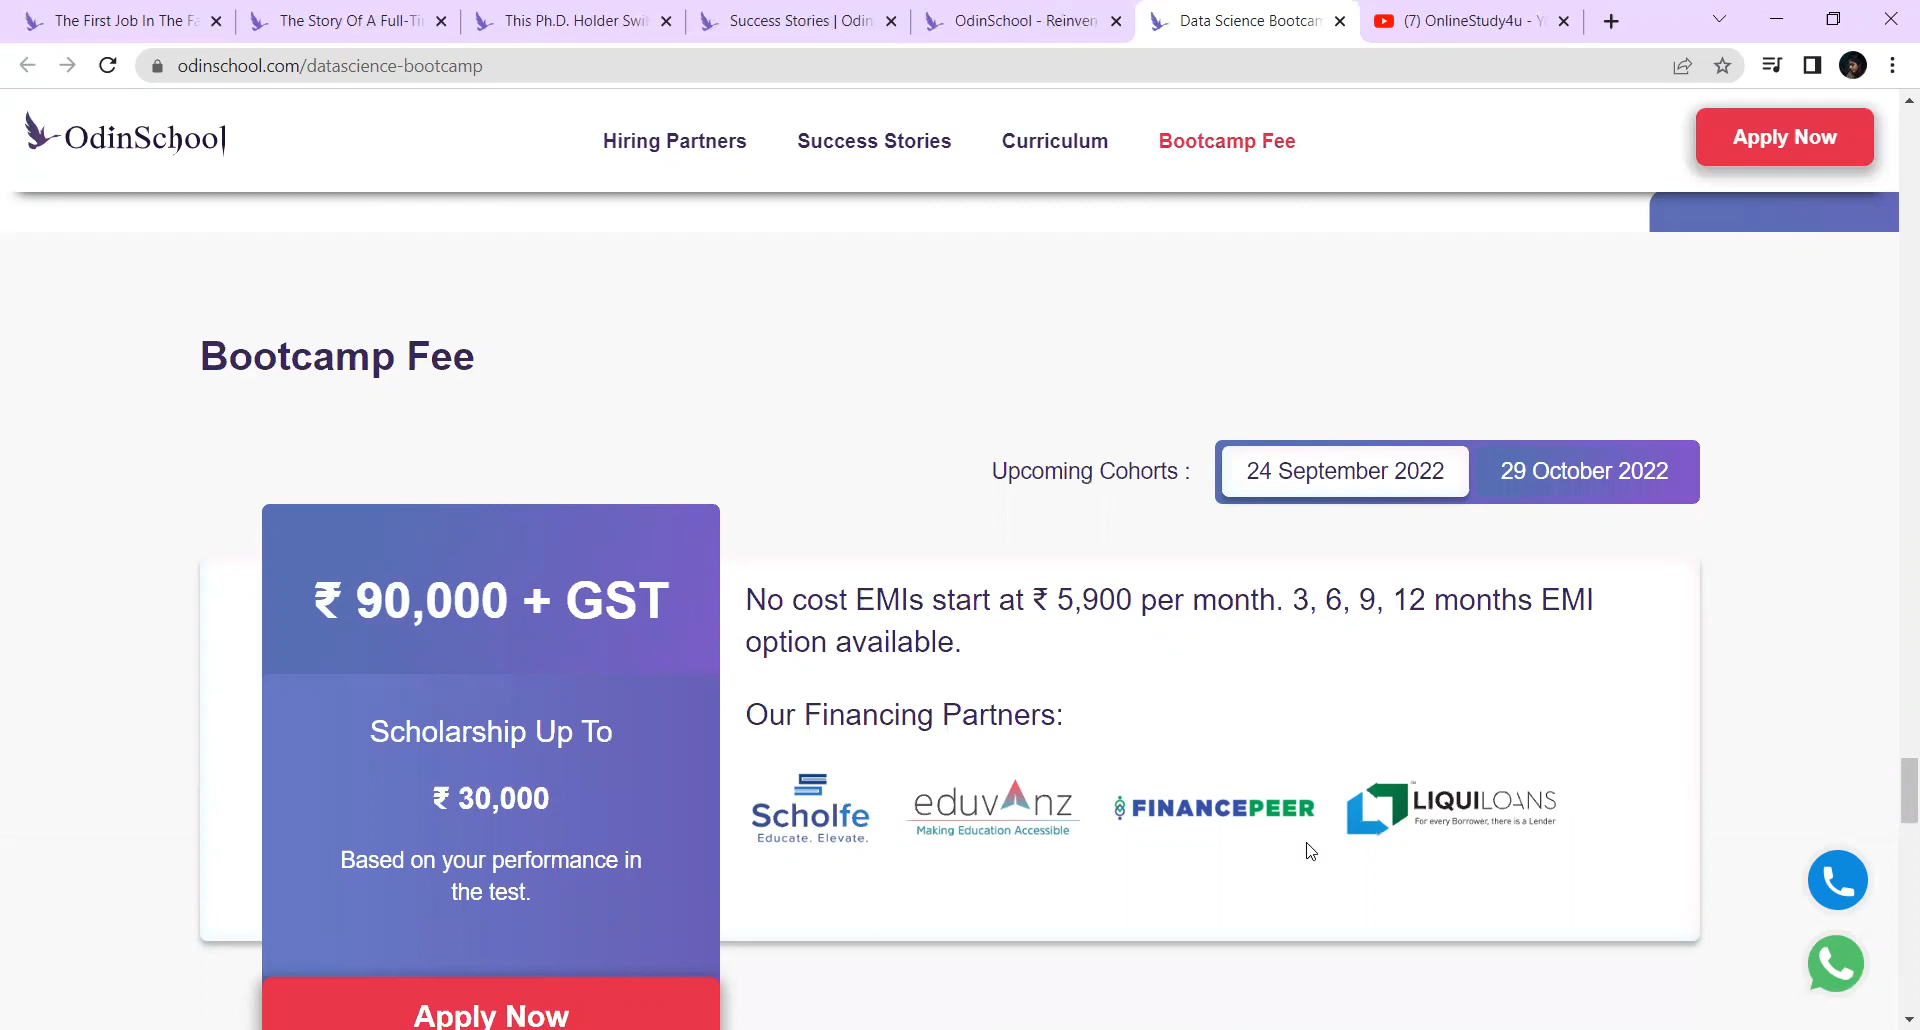 The First Job In The Fa
The Story Of A Full-Tir
This Ph.D. Holder Swi
Success Stories | Odin
OdinSchool - Reinven
Data Science Bootcam
(7) OnlineStudy4u - Y
odinschool.com/datascience-bootcamp
OdinSchool
Hiring Partners
Success Stories
Curriculum
Bootcamp Fee
Apply Now
Bootcamp Fee
Upcoming Cohorts :
24 September 2022
29 October 2022
₹ 90,000 + GST
Scholarship Up To
₹ 30,000
Based on your performance in
the test.
Apply Now
No cost EMIs start at ₹ 5,900 per month. 3, 6, 9, 12 months EMI
option available.
Our Financing Partners:
Scholfe
Educate. Elevate.
eduvanz
Making Education Accessible
FINANCEPEER
LIQUILOANS
For every Borrower, there is a Lender